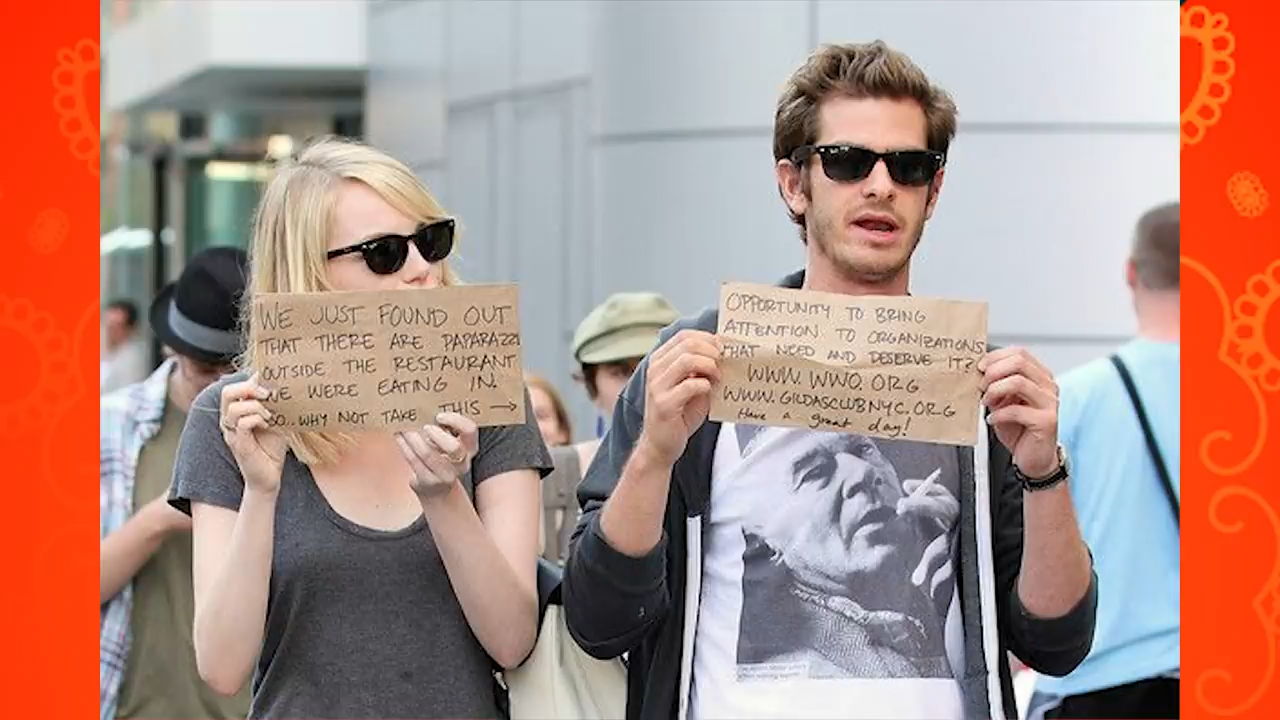 WE JUST FOUND OUT
THAT THERE ARE PAPARAZZI
OUTSIDE THE RESTAURANT
WE WERE EATING IN.
SO.. WHY NOT TAKE THIS →
OPPORTUNITY TO BRING
ATTENTION TO ORGANIZATIONS
THAT NEED AND DESERVE IT?
WWW. WWO. ORG
WWW. GILDASCLUBNYC.ORG
Have a great day!